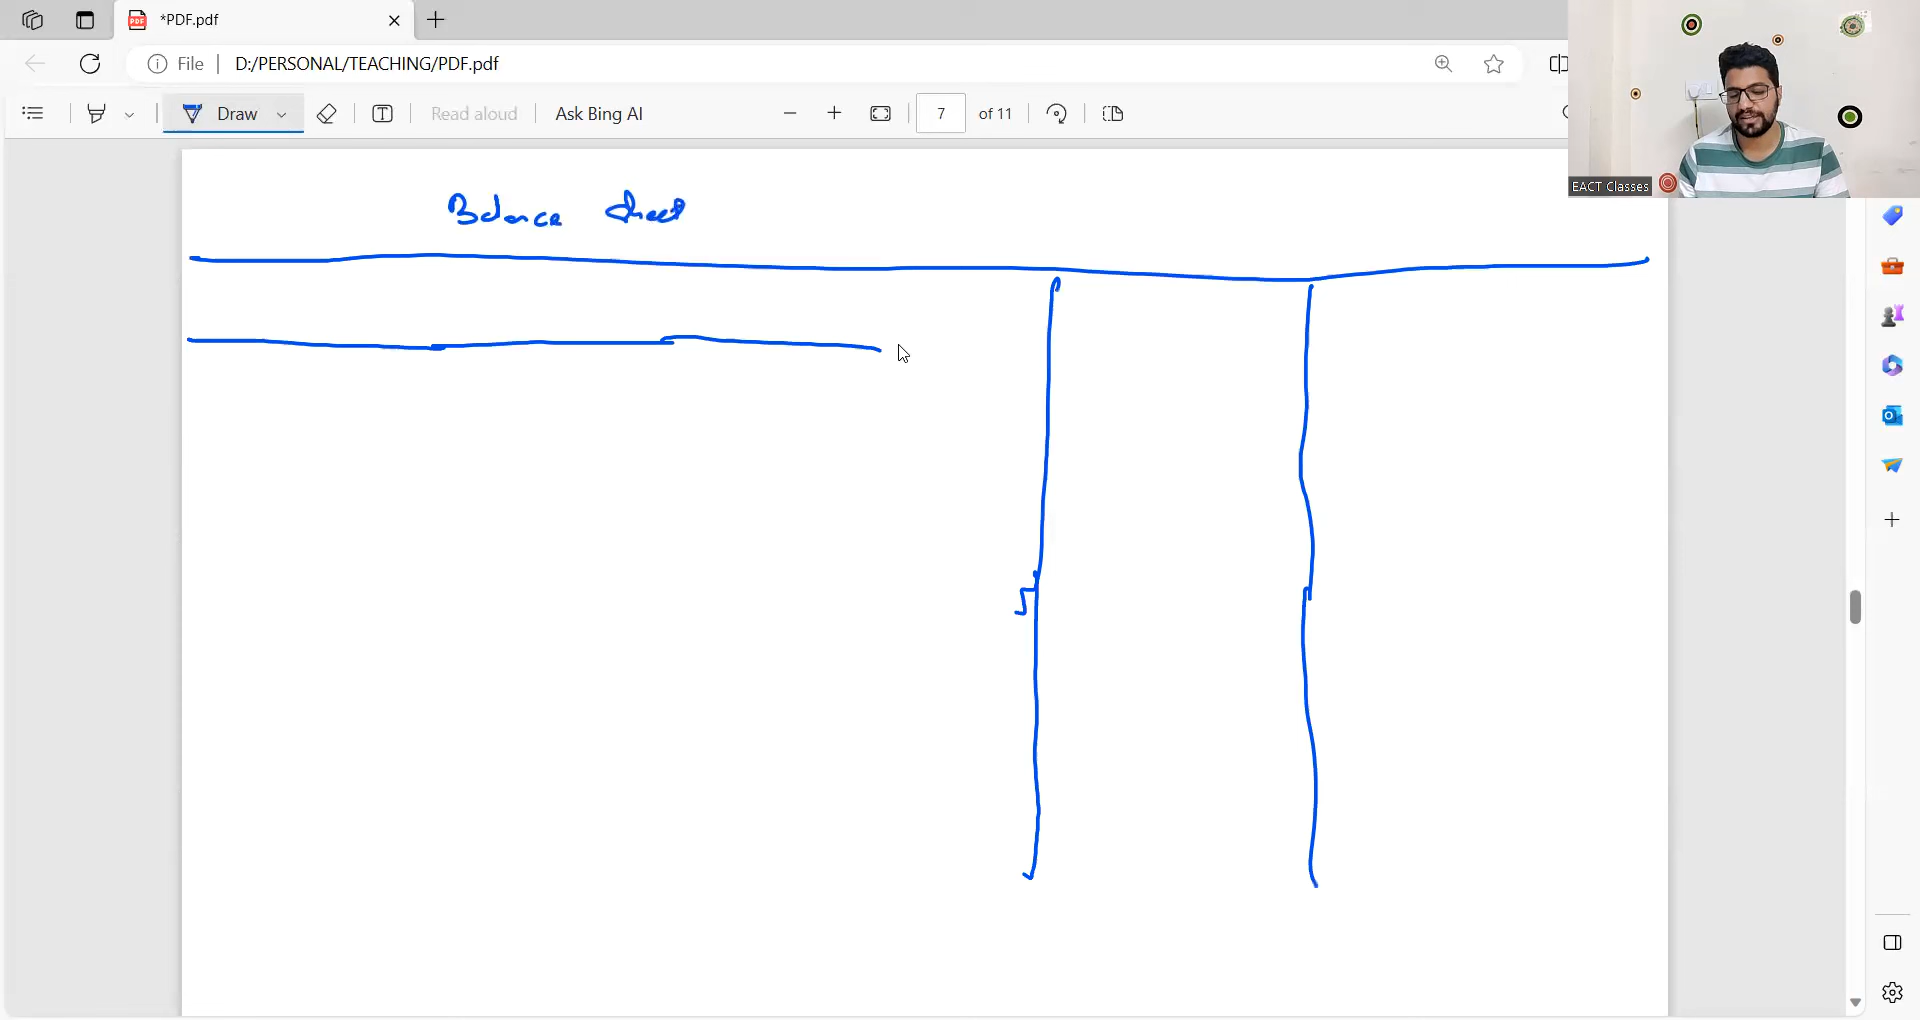 *PDF.pdf
File
D:/PERSONAL/TEACHING/PDF.pdf
Draw
Read aloud
Ask Bing AI
7
of 11
EACT Classes
Balance sheet